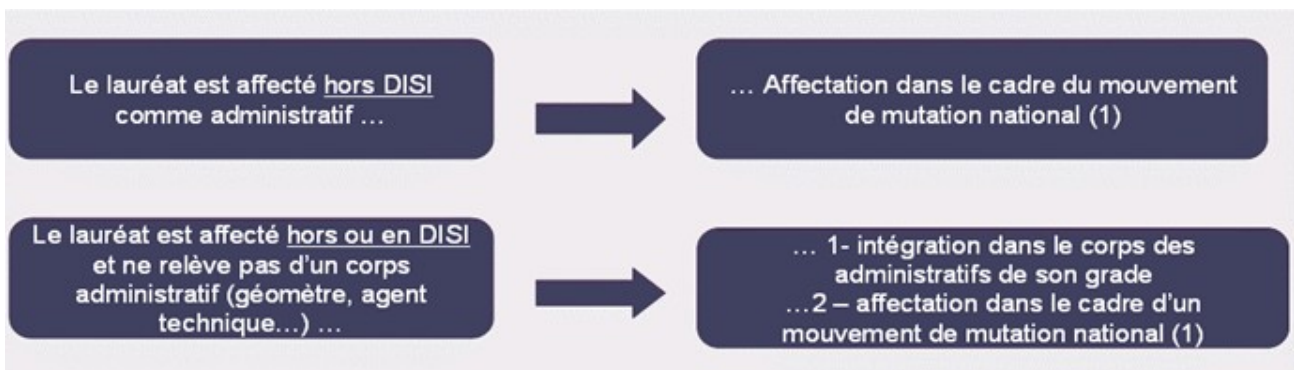 Le lauréat est affecté hors DISI
comme administratif …
… Affectation dans le cadre du mouvement
de mutation national (1)
Le lauréat est affecté hors ou en DISI
et ne relève pas d'un corps
administratif (géomètre, agent
technique…) …
… 1- intégration dans le corps des
administratifs de son grade
…2 – affectation dans le cadre d'un
mouvement de mutation national (1)